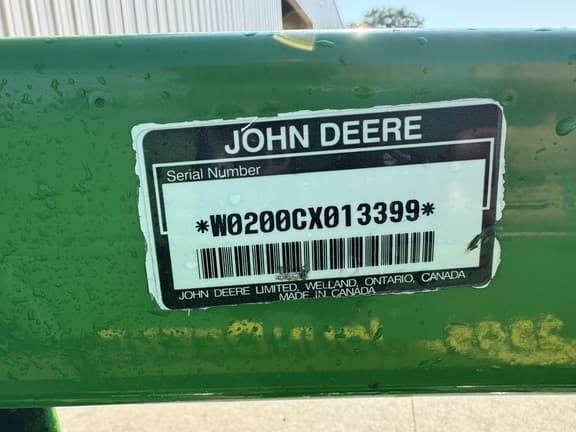 JOHN DEERE
Serial Number
*W0200CX013399*
JOHN DEERE LIMITED, WELLAND, ONTARIO, CANADA
MADE IN CANADA